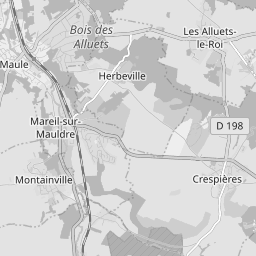 Bois des
Alluets
Les Alluets-
le-Roi
Maule
Herbeville
Mareil-sur-
Mauldre
D 198
Montainville
Crespières